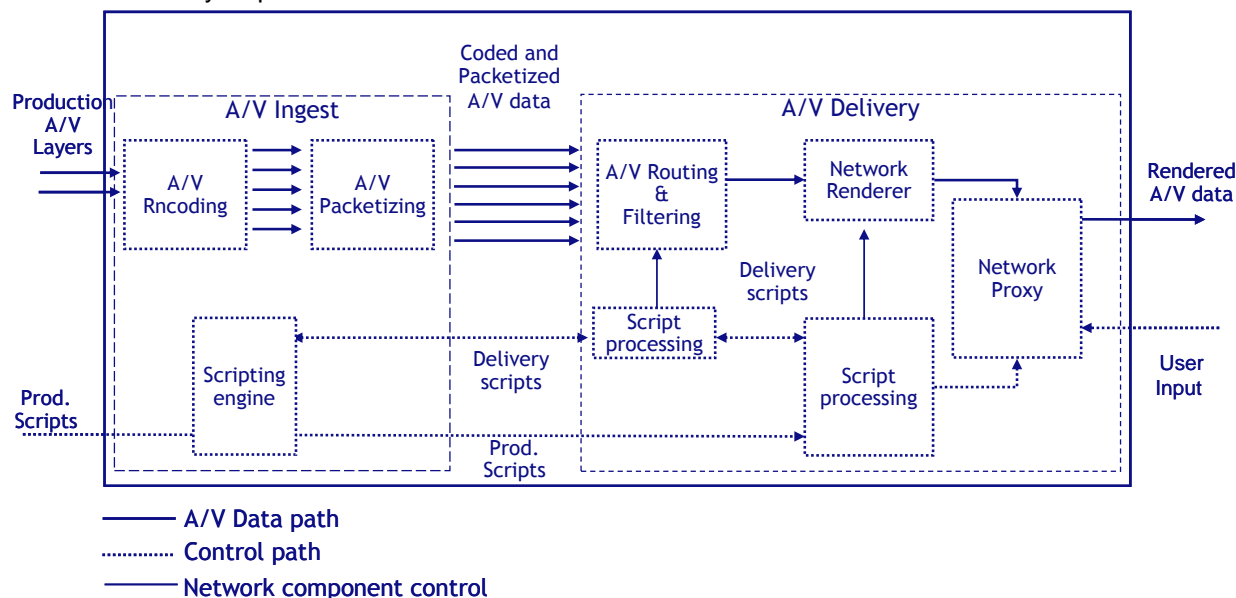 Coded and
Packetized
A/V data
Production
A/V
Layers
A/V Ingest
A/V Delivery
A/V
Rncoding
A/V
Packetizing
A/V Routing
&
Filtering
Network
Renderer
Rendered
A/V data
Network
Proxy
Delivery
scripts
Script
processing
Scripting
engine
Delivery
scripts
Script
processing
User
Input
Prod.
Scripts
Prod.
Scripts
A/V Data path
Control path
Network component control